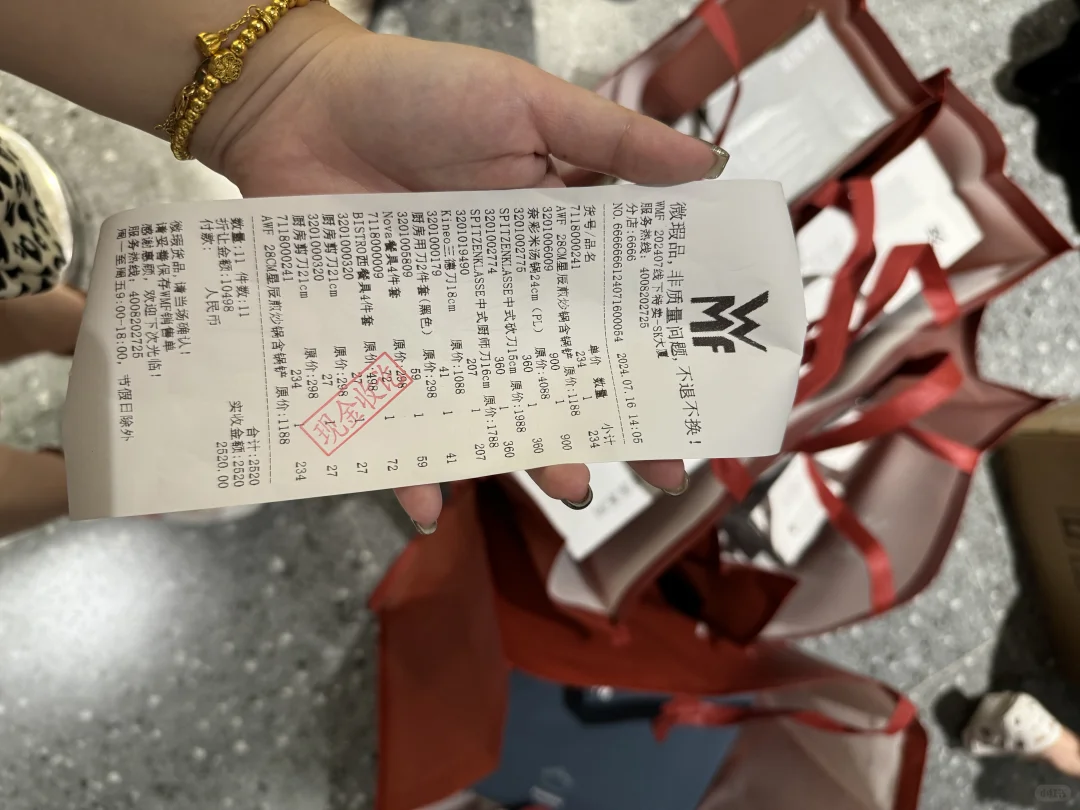 WMF
微瑕品,非质量问题,不退不换!
WMF 202407线下特卖-SK大厦
服务热线: 4008202725
分店:6666
NO.666666124071600054 2024.07.16 14:05
货号/品名 单价 数量 小计
7118000241 234 1 234
AWF 28CM星辰煎炒锅含锅铲 原价:1188
3201006009 900 1 900
奈彩米汤锅24cm (PL) 原价:4088
3201002775 360 1 360
SPITZENKLASSE中式砍刀16cm 原价:1988
3201002774 360 360
SPITZENKLASSE中式厨师刀16cm 原价:1788
3201019490 207 207
Kineo三德刀18cm 原价:1088
3201000179 41 1 41
厨房用刀2件套(黑色) 原价:298
3201005809 59 1 59
Nova餐具4件套 原价:298
7118000001 72 1 72
BISTRO西餐具4件套 原价:498
3201000320 27 27
厨房剪刀21cm 原价:298
3201000320 27 1 27
厨房剪刀21cm 原价:298
7118000241 234 1 234
AWF 28CM星辰煎炒锅含锅铲 原价:1188
现金收讫
数量:11 件数:11 合计:2520
折让金额:10498 实收金额:2520
付款: 人民币 2520.00
微瑕货品,请当场确认!
请妥善保存WMF销售单
感谢惠顾,欢迎下次光临!
服务热线: 4008202725
周一至周五9:00-18:00, 节假日除外